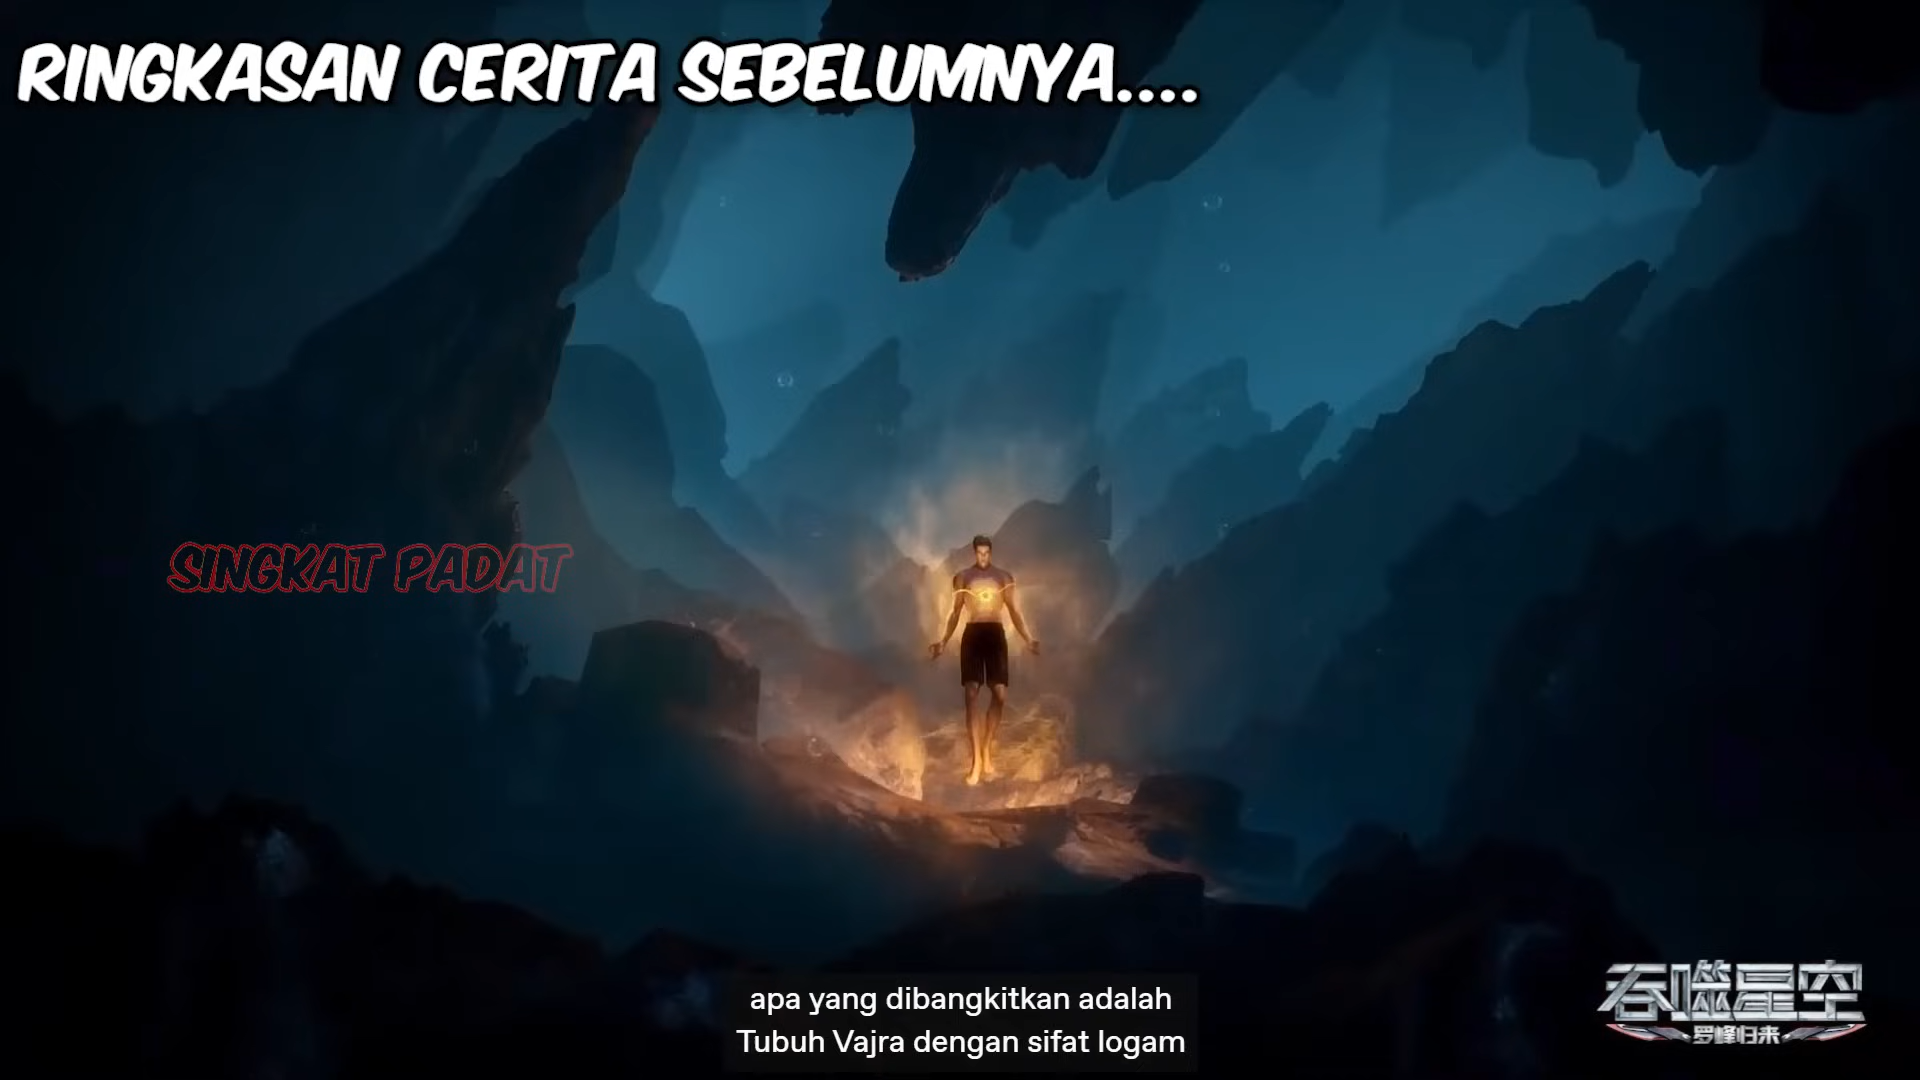 RINGKASAN CERITA SEBELUMNYA....
SINGKAT PADAT
apa yang dibangkitkan adalah
Tubuh Vajra dengan sifat logam
吞噬星空
罗峰归来